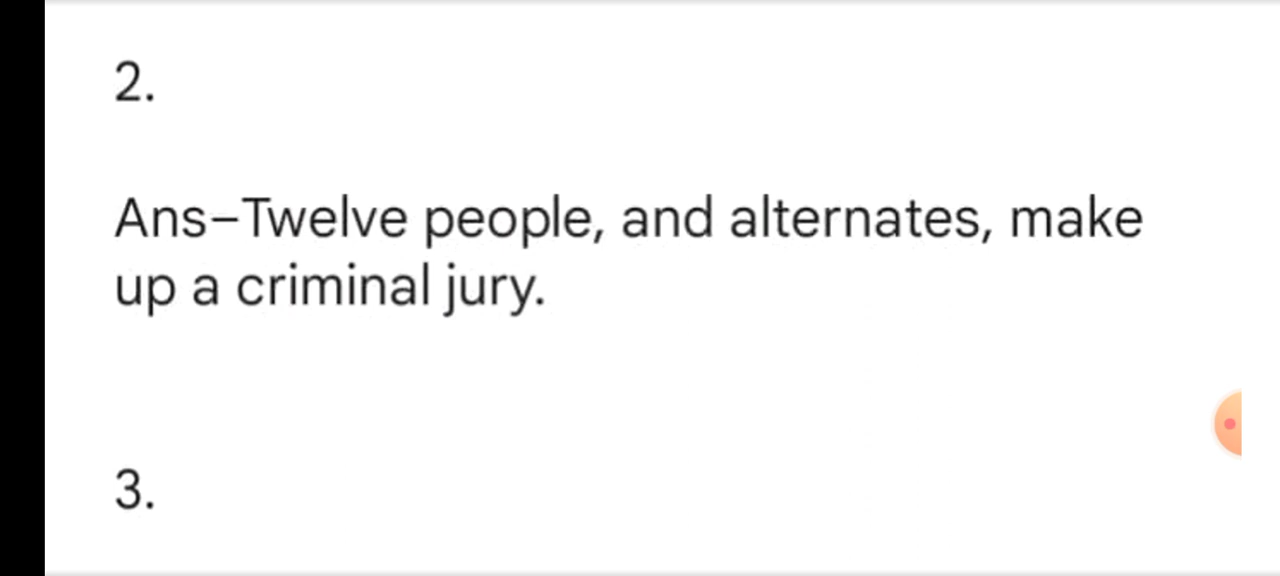 2.
Ans–Twelve people, and alternates, make
up a criminal jury.
3.